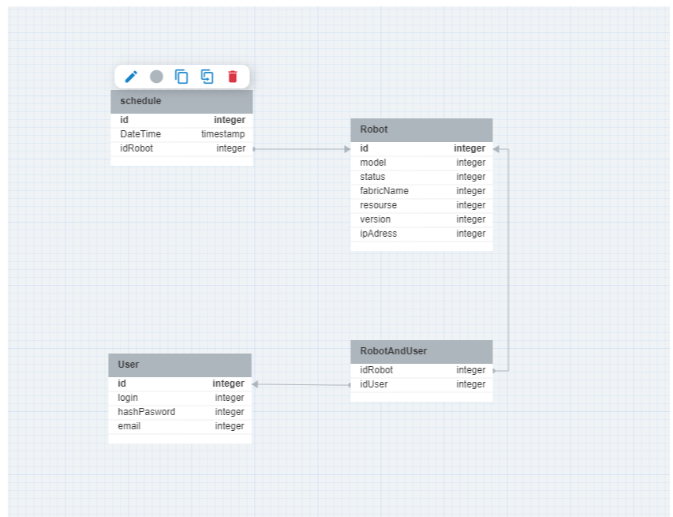 schedule
id integer
DateTime timestamp
idRobot integer
Robot
id integer
model integer
status integer
fabricName integer
resourse integer
version integer
ipAdress integer
RobotAndUser
idRobot integer
idUser integer
User
id integer
login integer
hashPasword integer
email integer